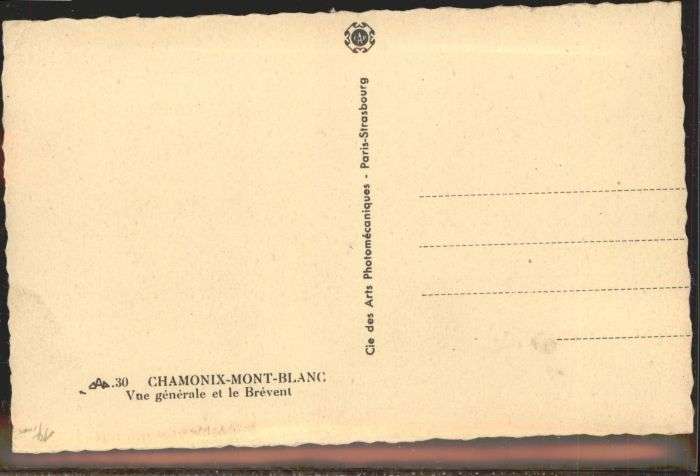 Cie des Arts Photomécaniques - Paris-Strasbourg
.30 CHAMONIX-MONT-BLANC
Vue générale et le Brévent